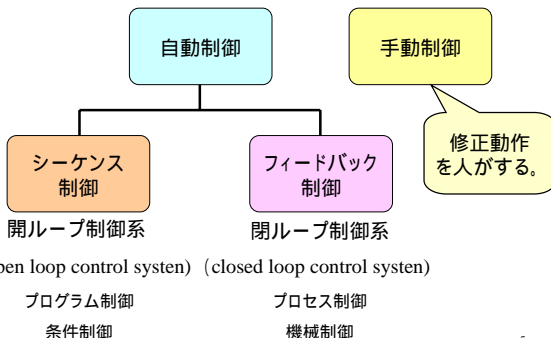 自動制御
手動制御
修正動作
を人がする。
シーケンス
制御
フィードバック
制御
開ループ制御系
閉ループ制御系
pen loop control systen)
(closed loop control systen)
プログラム制御
プロセス制御
条件制御
機械制御